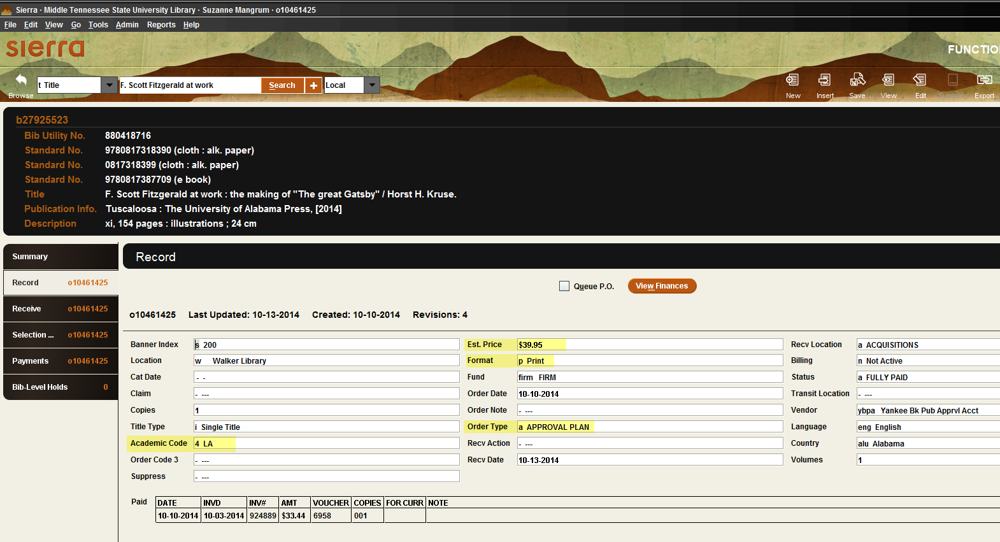 Sierra · Middle Tennessee State University Library · Suzanne Mangrum · o10461425
File Edit View Go Tools Admin Reports Help
sierra
FUNCTIO
Browse
t Title
F. Scott Fitzgerald at work
Search
+
Local
New Insert Save View Edit Summary Export
b27925523
Bib Utility No. 880418716
Standard No. 9780817318390 (cloth : alk. paper)
Standard No. 0817318399 (cloth : alk. paper)
Standard No. 9780817387709 (e book)
Title F. Scott Fitzgerald at work : the making of "The great Gatsby" / Horst H. Kruse.
Publication Info. Tuscaloosa : The University of Alabama Press, [2014]
Description xi, 154 pages : illustrations ; 24 cm
Summary
Record o10461425
Receive o10461425
Selection ... o10461425
Payments o10461425
Bib-Level Holds 0
Record
Queue P.O. View Finances
o10461425 Last Updated: 10-13-2014 Created: 10-10-2014 Revisions: 4
Banner Index s 200 Est. Price $39.95 Recv Location a ACQUISITIONS
Location w Walker Library Format p Print Billing n Not Active
Cat Date - - Fund firm FIRM Status a FULLY PAID
Claim - --- Order Date 10-10-2014 Transit Location - ---
Copies 1 Order Note - --- Vendor ybpa Yankee Bk Pub Apprvl Acct
Title Type i Single Title Order Type a APPROVAL PLAN Language eng English
Academic Code 4 LA Recv Action - --- Country alu Alabama
Order Code 3 - --- Recv Date 10-13-2014 Volumes 1
Suppress - ---
Paid DATE INVD INV# AMT VOUCHER COPIES FOR CURR NOTE
10-10-2014 10-03-2014 924889 $33.44 6958 001